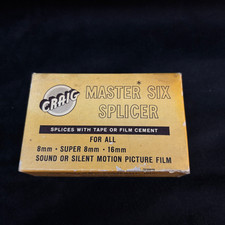 CRAIG
MASTER SIX
SPLICER
SPLICES WITH TAPE OR FILM CEMENT
FOR ALL
8mm · SUPER 8mm · 16mm
SOUND OR SILENT MOTION PICTURE FILM